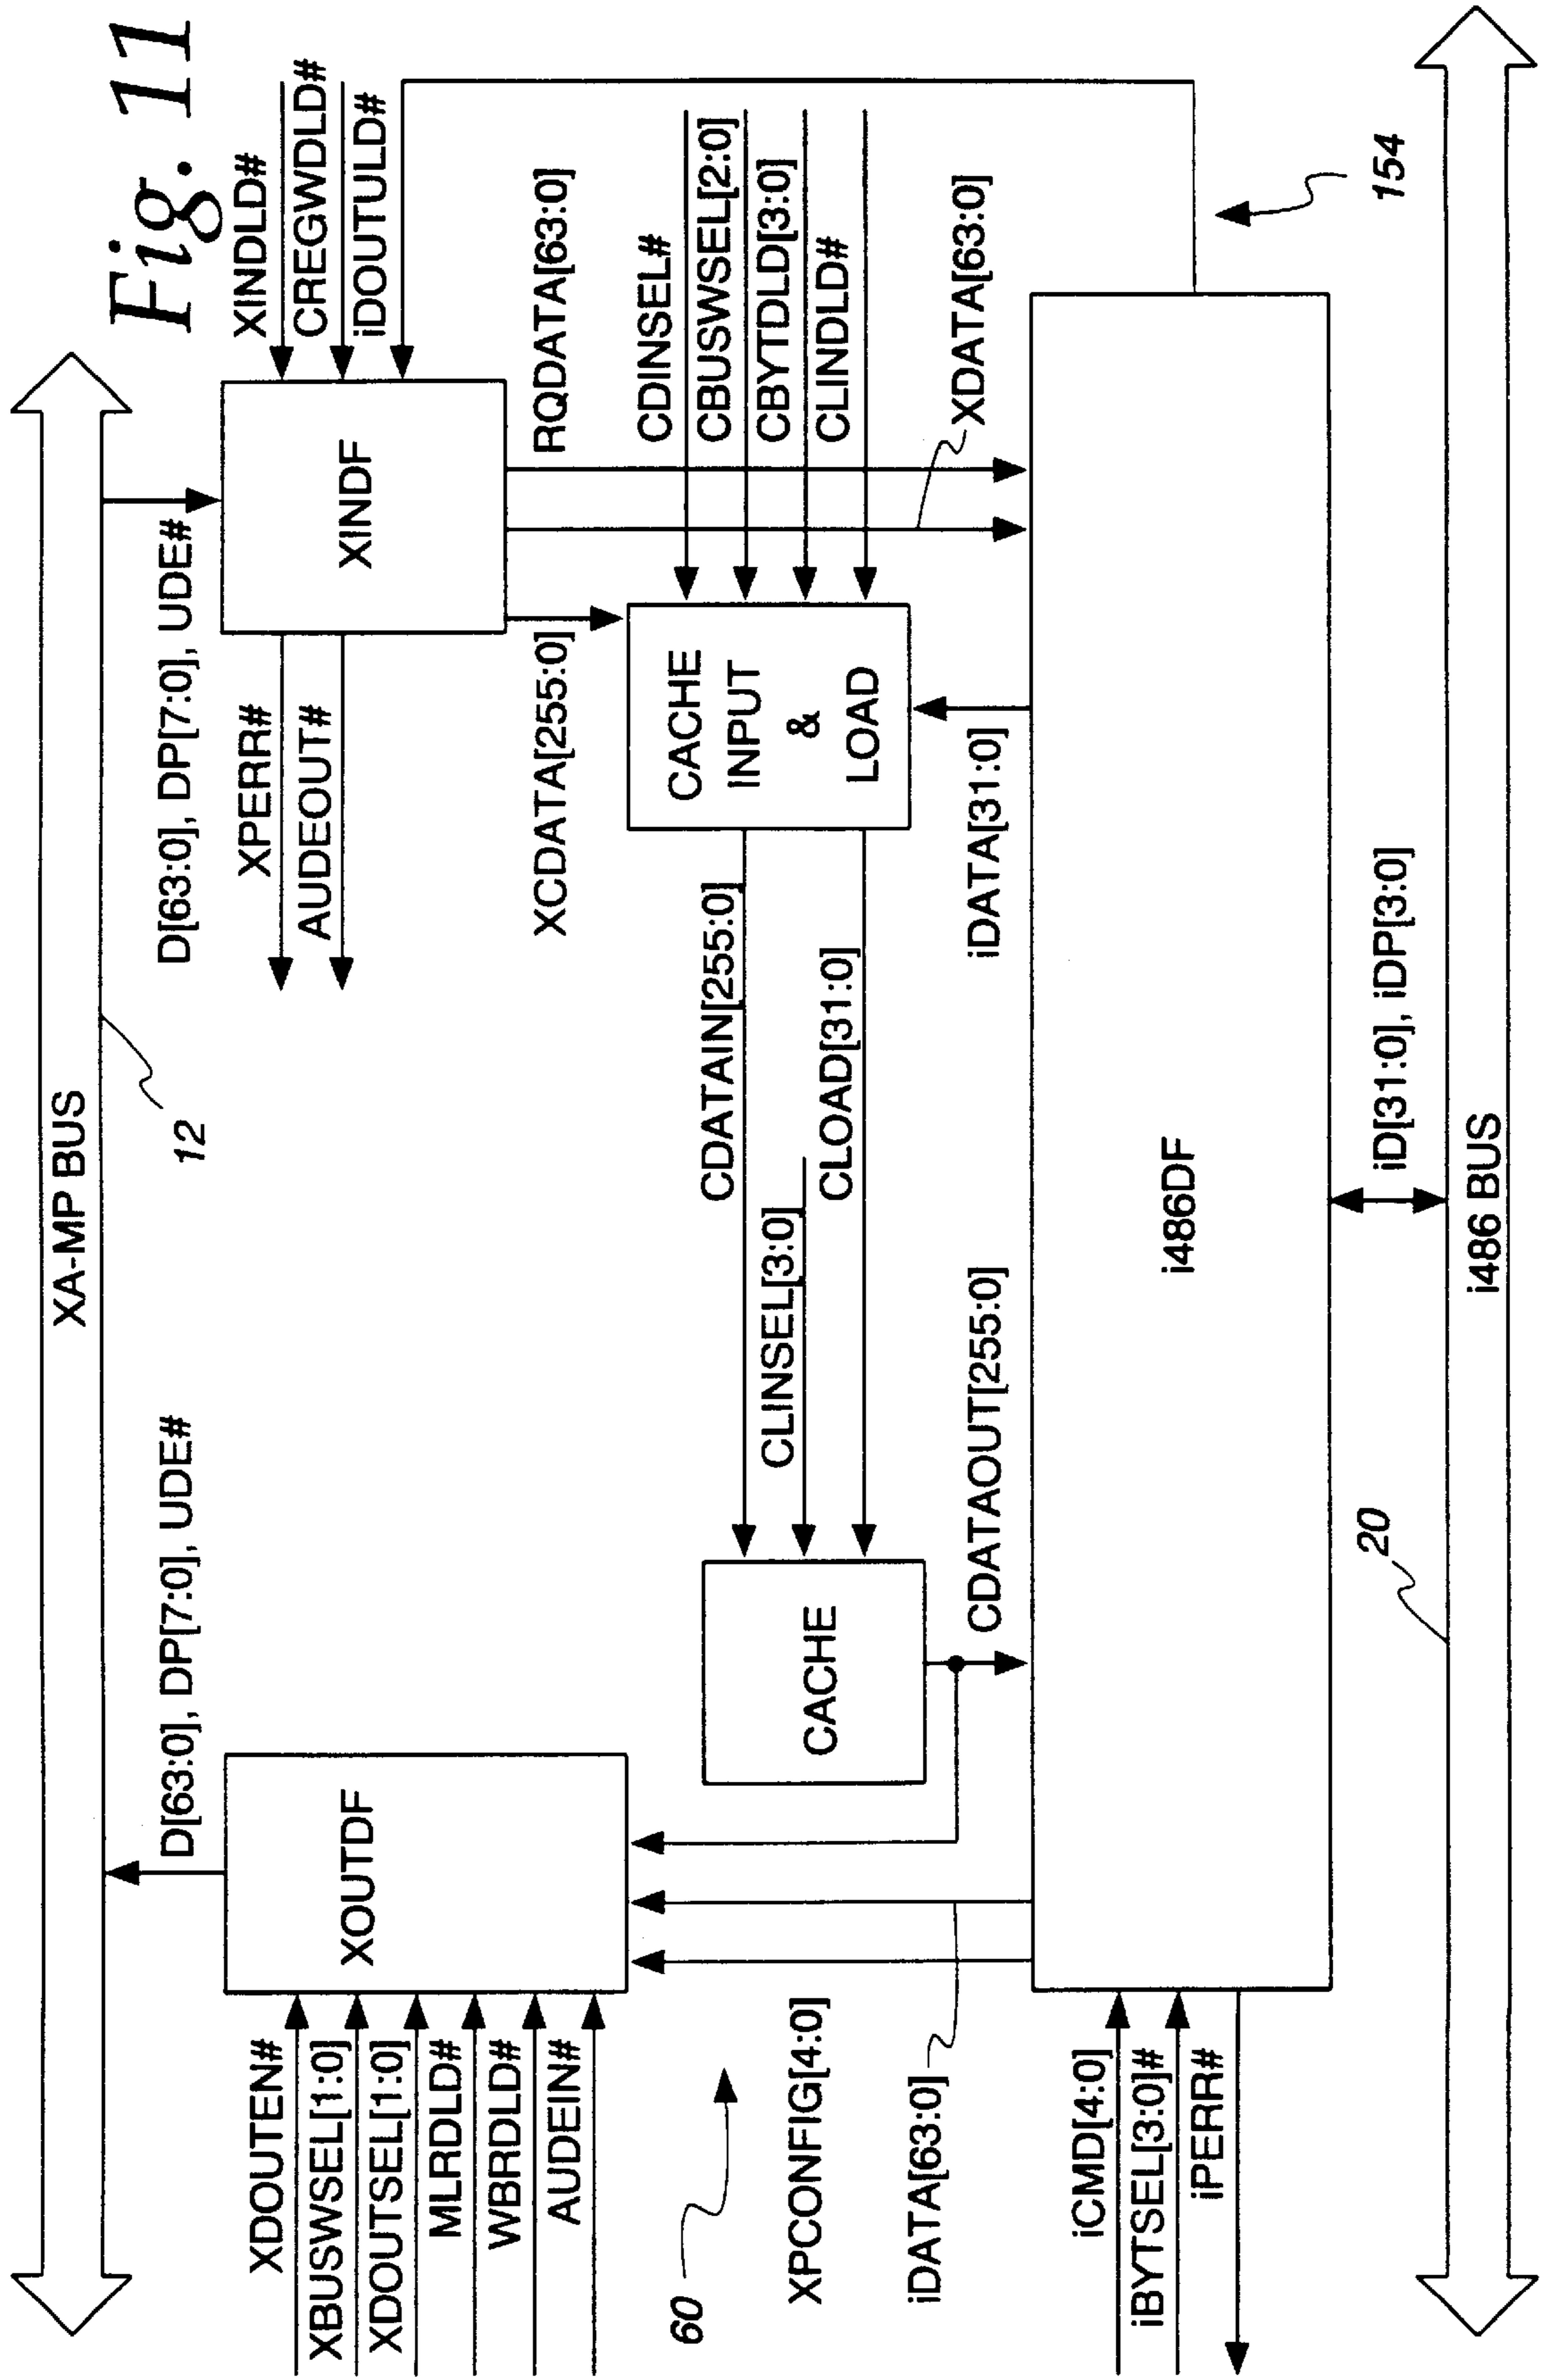 Fig. 11
XA-MP BUS
12
D[63:0], DP[7:0], UDE#
D[63:0], DP[7:0], UDE#
XDOUTEN#
XBUSWSEL[1:0]
XDOUTSEL[1:0]
MLRDLD#
WBRDLD#
AUDEIN#
XOUTDF
XPERR#
AUDEOUT#
XINDF
XINDLD#
CREGWDLD#
iDOUTULD#
XCDATA[255:0]
RQDATA[63:0]
60
CACHE
CDATAIN[255:0]
CLINSEL[3:0]
CLOAD[31:0]
CACHE
INPUT
&
LOAD
CDINSEL#
CBUSWSEL[2:0]
CBYTDLD[3:0]
CLINDLD#
XPCONFIG[4:0]
iDATA[63:0]
CDATAOUT[255:0]
iDATA[31:0]
XDATA[63:0]
iCMD[4:0]
iBYTSEL[3:0]#
iPERR#
i486DF
154
20
iD[31:0], iDP[3:0]
i486 BUS